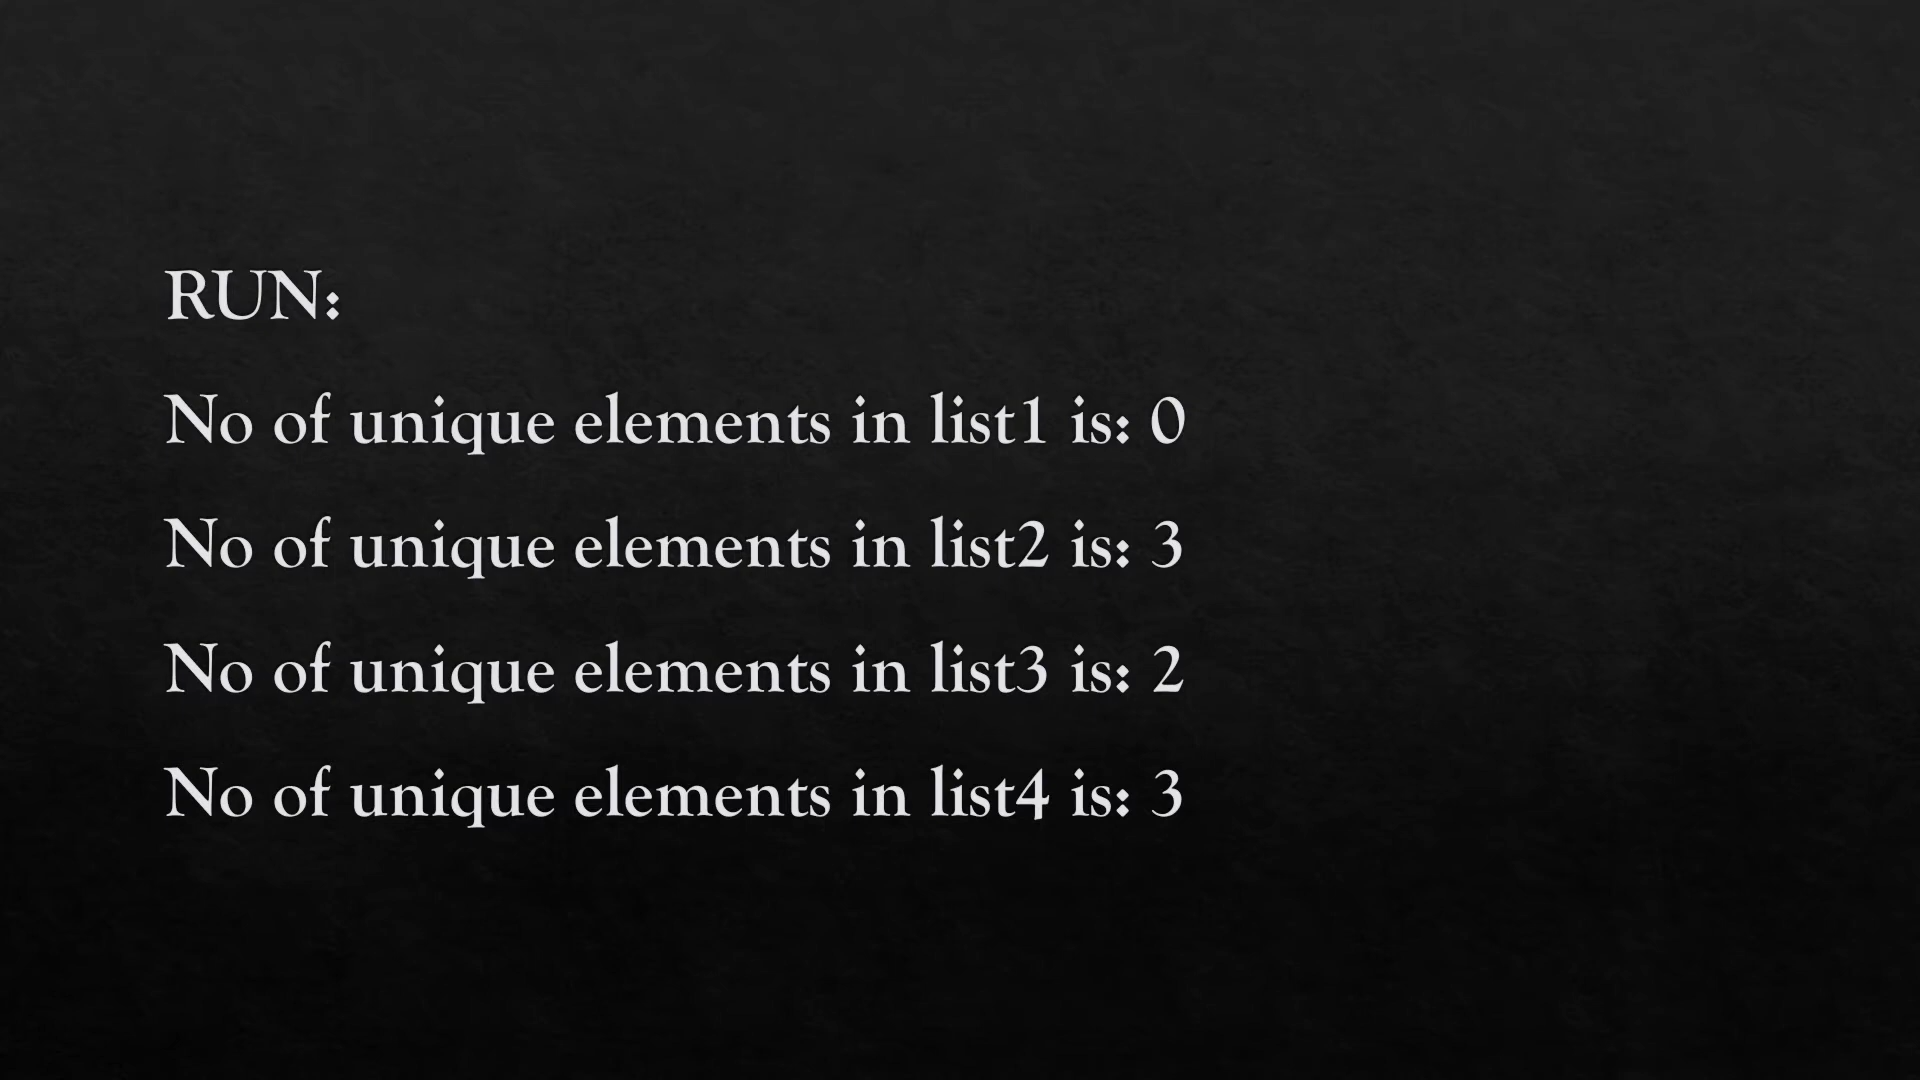 RUN:
No of unique elements in list1 is: 0
No of unique elements in list2 is: 3
No of unique elements in list3 is: 2
No of unique elements in list4 is: 3